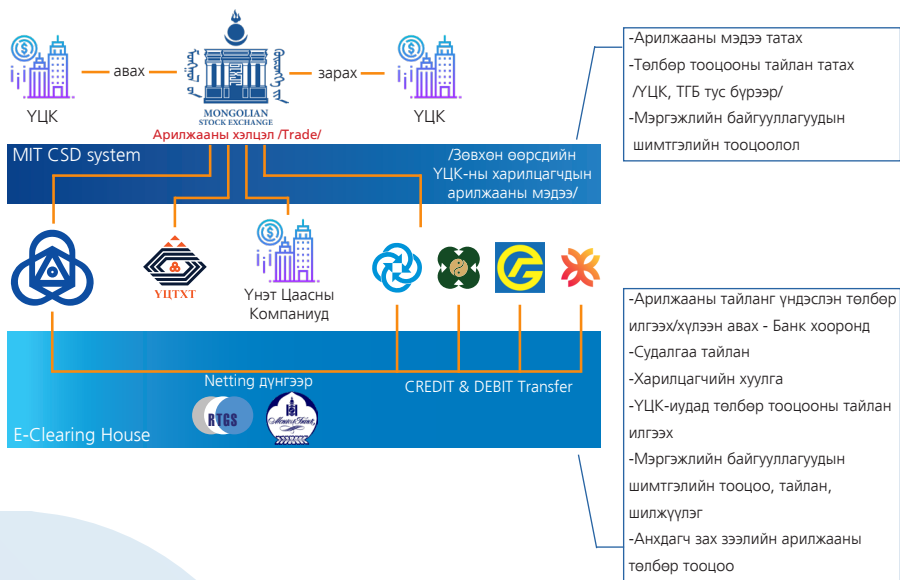 авах
зарах
ҮЦК
ҮЦК
MONGOLIAN
STOCK EXCHANGE
Арилжааны хэлцэл /Trade/
MIT CSD system
/Зөвхөн өөрсдийн
ҮЦК-ны харилцагчдын
арилжааны мэдээ/
ҮЦТХТ
Үнэт Цаасны
Компаниуд
Netting дүнгээр
CREDIT & DEBIT Transfer
RTGS
E-Clearing House
-Арилжааны мэдээ татах
-Төлбөр тооцооны тайлан татах
/ҮЦК, ТГБ тус бүрээр/
-Мэргэжлийн байгууллагуудын
шимтгэлийн тооцоолол
-Арилжааны тайланг үндэслэн төлбөр
илгээх/хүлээн авах - Банк хооронд
-Судалгаа тайлан
-Харилцагчийн хуулга
-ҮЦК-иудад төлбөр тооцооны тайлан
илгээх
-Мэргэжлийн байгууллагуудын
шимтгэлийн тооцоо, тайлан,
шилжүүлэг
-Анхдагч зах зээлийн арилжааны
төлбөр тооцоо